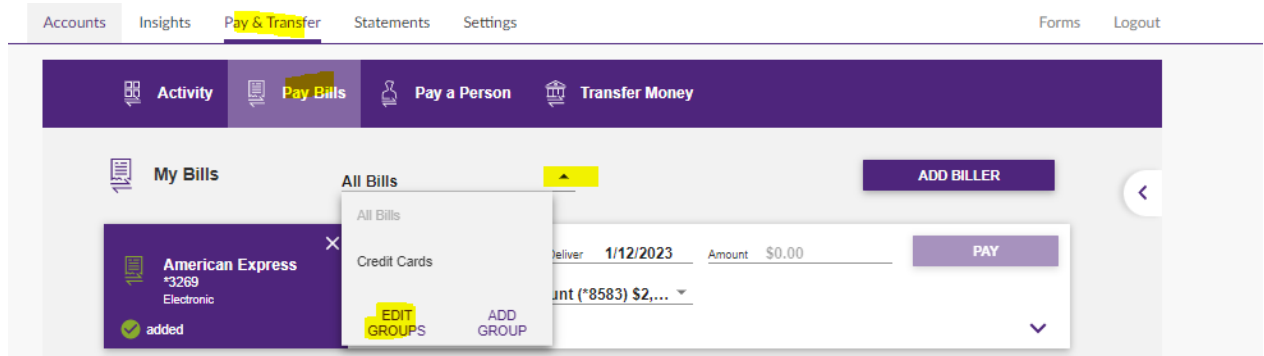 Accounts Insights Pay & Transfer Statements Settings Forms Logout
Activity Pay Bills Pay a Person Transfer Money
My Bills All Bills ADD BILLER
All Bills
American Express
*3269
Electronic
added
Credit Cards
EDIT GROUPS
ADD GROUP
Deliver 1/12/2023 Amount $0.00 PAY
unt (*8583) $2,...